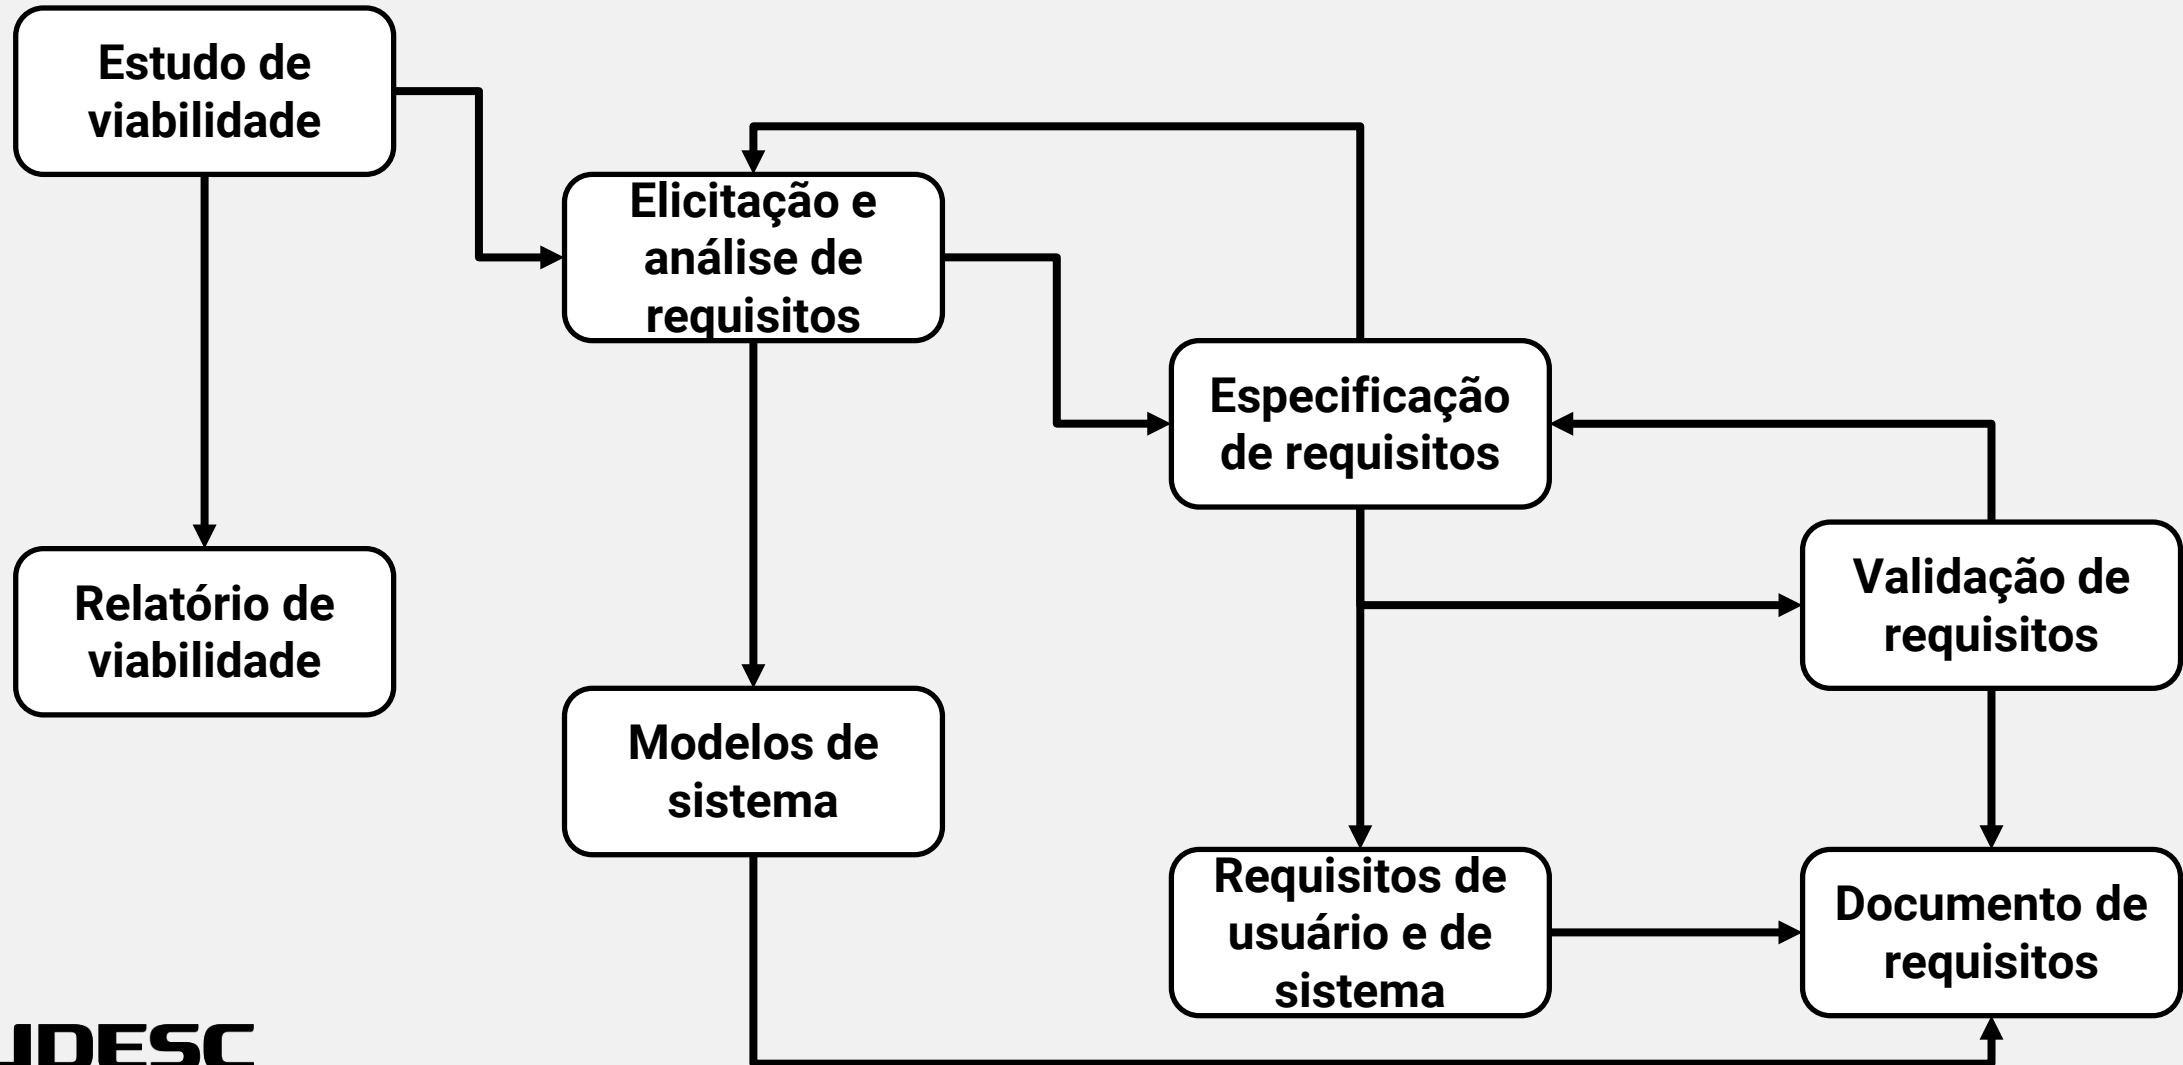 Estudo de
viabilidade
Elicitação e
análise de
requisitos
Especificação
de requisitos
Validação de
requisitos
Relatório de
viabilidade
Modelos de
sistema
Requisitos de
usuário e de
sistema
Documento de
requisitos
UDESC